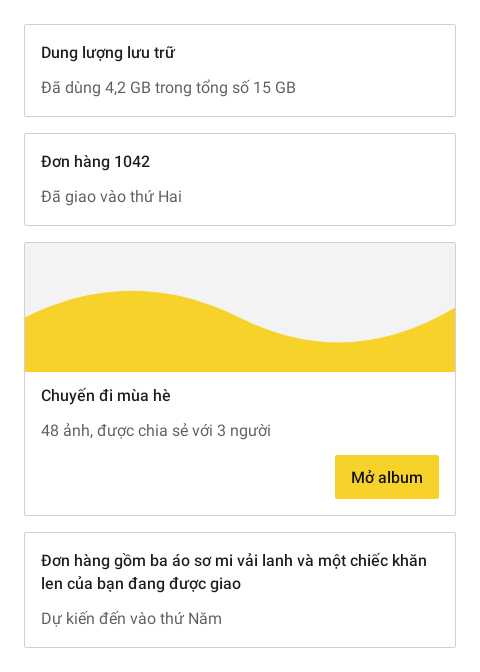 Dung lượng lưu trữ
Đã dùng 4,2 GB trong tổng số 15 GB
Đơn hàng 1042
Đã giao vào thứ Hai
Chuyến đi mùa hè
48 ảnh, được chia sẻ với 3 người
Mở album
Đơn hàng gồm ba áo sơ mi vải lanh và một chiếc khăn
len của bạn đang được giao
Dự kiến đến vào thứ Năm